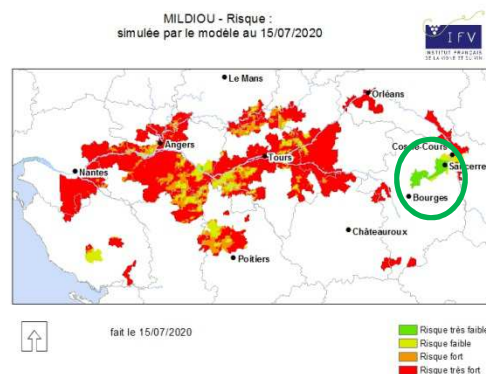 MILDIOU - Risque :
simulée par le modèle au 15/07/2020
IFV
INSTITUT FRANÇAIS
DE LA VIGNE ET DU VIN
Le Mans
Orléans
Angers
Cosne-Cours
Tours
Sancerre
Nantes
Bourges
Châteauroux
Poitiers
fait le 15/07/2020
Risque très faible
Risque faible
Risque fort
Risque très fort